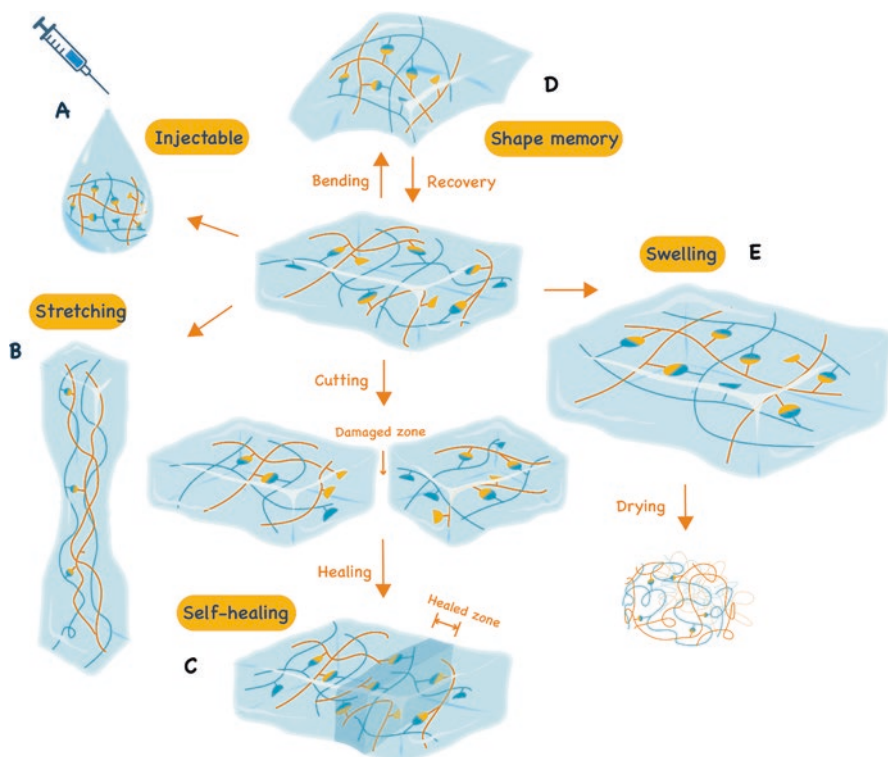 D
A
Injectable
Shape memory
Bending
Recovery
Swelling
E
Stretching
B
Cutting
Damaged zone
Drying
Healing
Self-healing
Healed zone
C